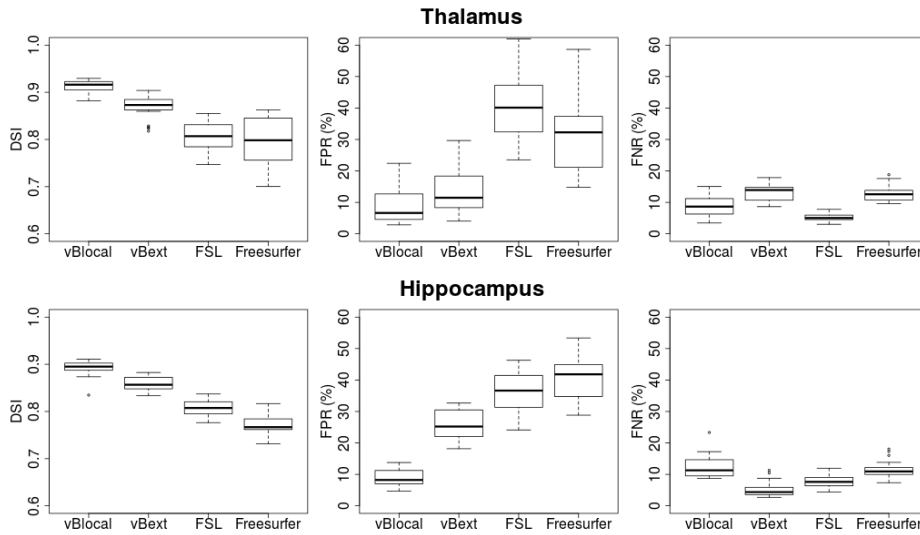 Thalamus
DSI
0.6 0.7 0.8 0.9 1.0
vBlocal vBext FSL Freesurfer
FPR (%)
0 10 20 30 40 50 60
vBlocal vBext FSL Freesurfer
FNR (%)
0 10 20 30 40 50 60
vBlocal vBext FSL Freesurfer
Hippocampus
DSI
0.6 0.7 0.8 0.9 1.0
vBlocal vBext FSL Freesurfer
FPR (%)
0 10 20 30 40 50 60
vBlocal vBext FSL Freesurfer
FNR (%)
0 10 20 30 40 50 60
vBlocal vBext FSL Freesurfer